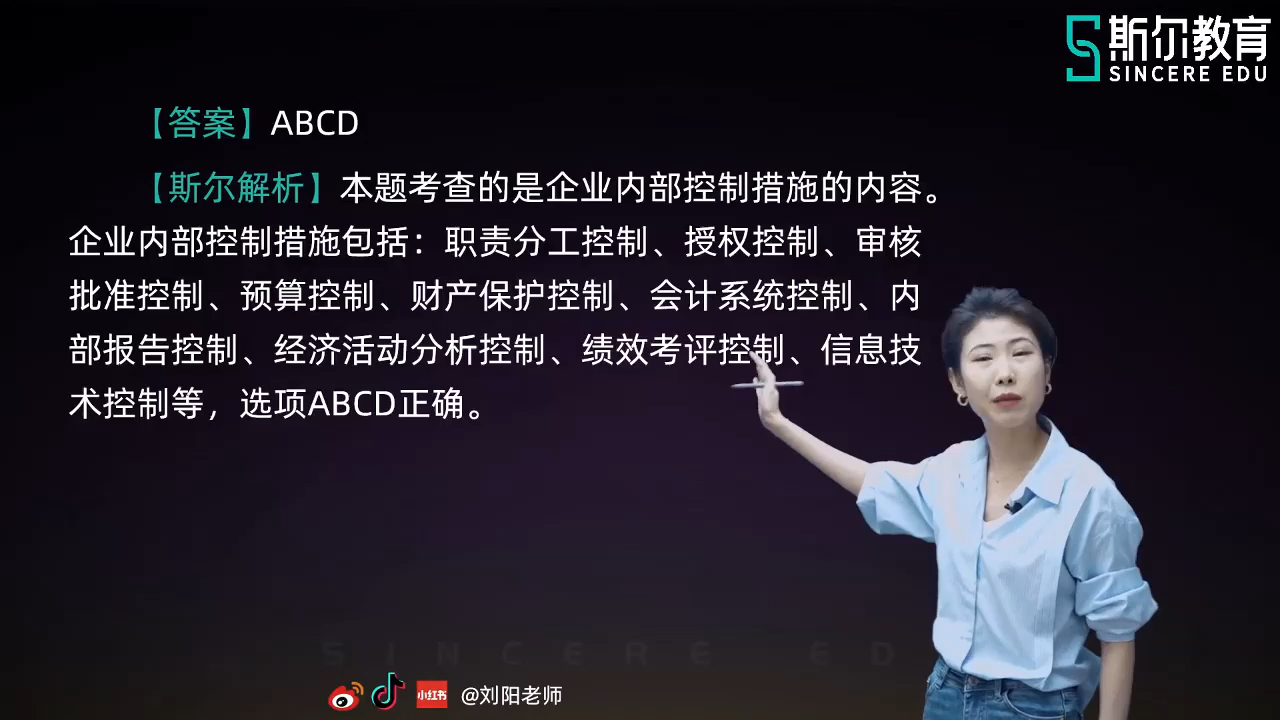 斯尔教育
SINCERE EDU
【答案】ABCD
【斯尔解析】本题考查的是企业内部控制措施的内容。
企业内部控制措施包括：职责分工控制、授权控制、审核
批准控制、预算控制、财产保护控制、会计系统控制、内
部报告控制、经济活动分析控制、绩效考评控制、信息技
术控制等，选项ABCD正确。
SINCERE ED
小红书 @刘阳老师